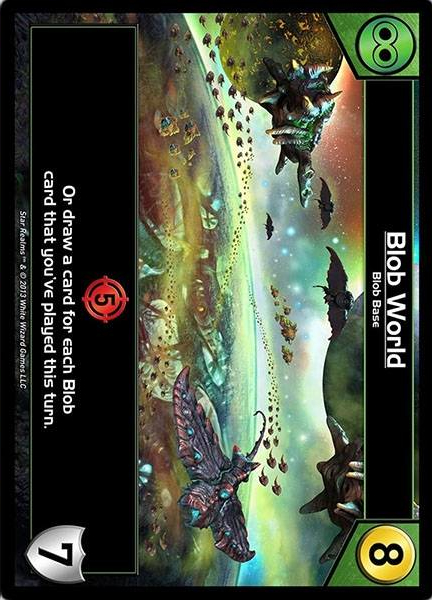 Blob World
Blob Base
8
5
Or draw a card for each Blob
card that you've played this turn.
Star Realms™ & © 2013 White Wizard Games LLC
7